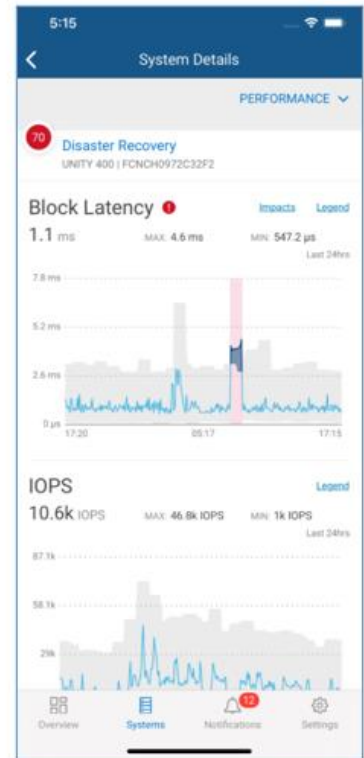 5:15
System Details
PERFORMANCE
70
Disaster Recovery
UNITY 400 | FCNCH0972C32F2
Block Latency !
Impacts Legend
1.1 ms MAX: 4.6 ms MIN: 547.2 µs
Last 24hrs
7.8 ms
5.2 ms
2.6 ms
0 µs
17:20 05:17 17:15
IOPS
Legend
10.6k IOPS MAX: 46.8k IOPS MIN: 1k IOPS
Last 24hrs
87.1k
58.1k
29k
12
Overview Systems Notifications Settings